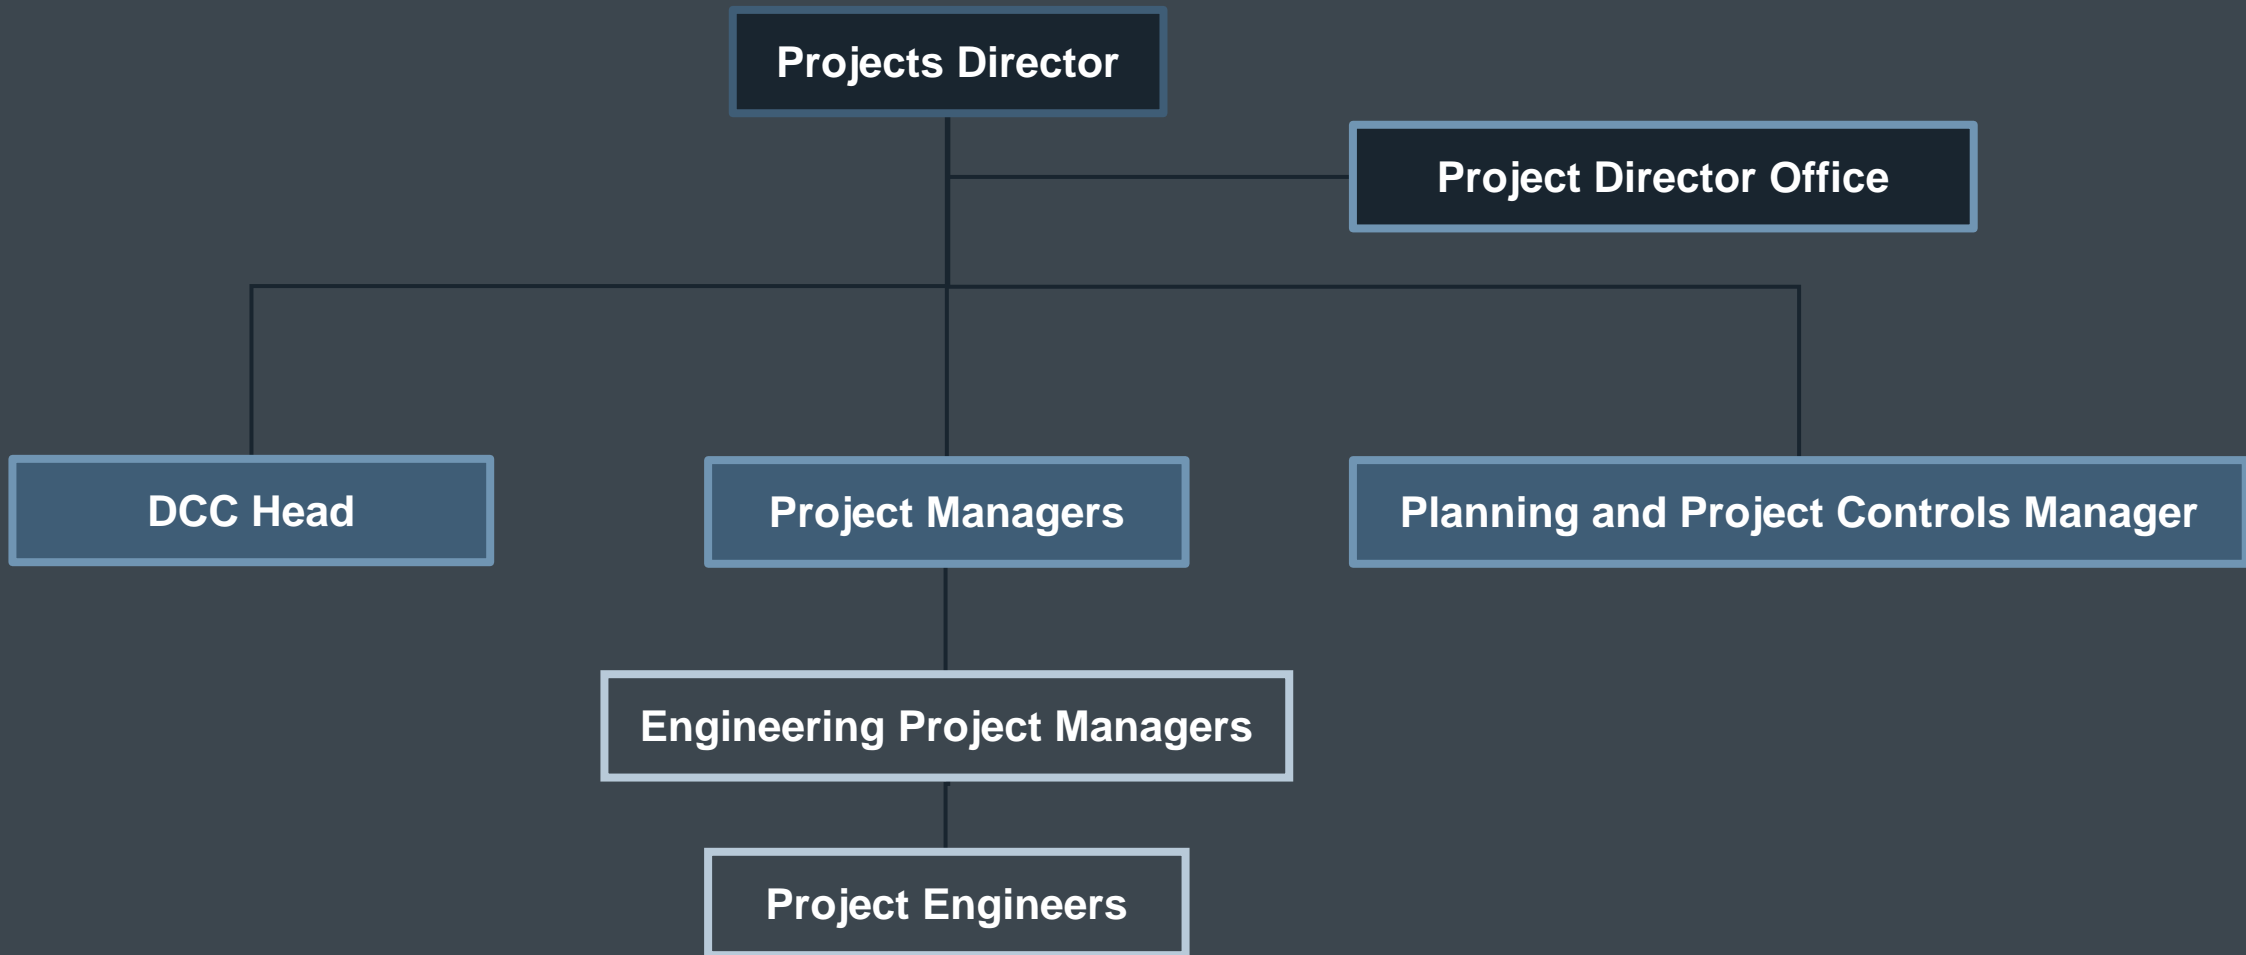 Projects Director
Project Director Office
DCC Head
Project Managers
Planning and Project Controls Manager
Engineering Project Managers
Project Engineers